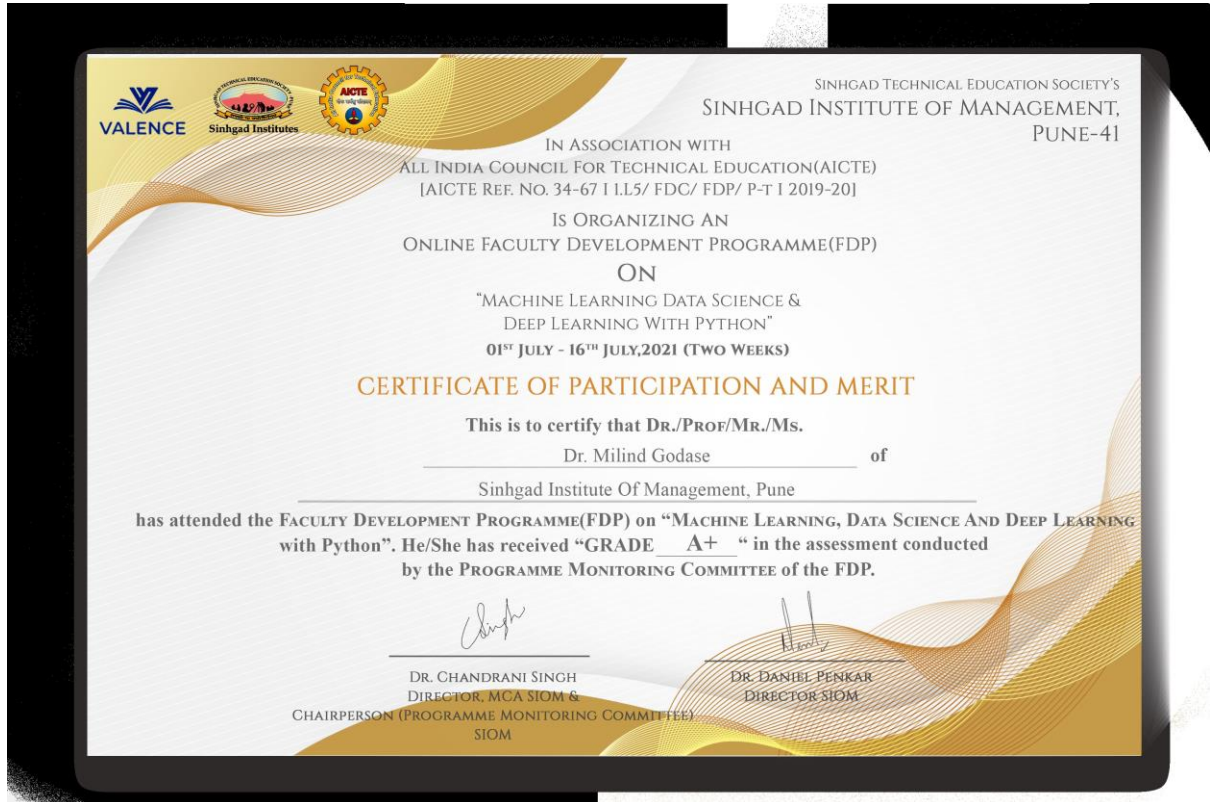 VALENCE
Sinhgad Institutes
AICTE
SINHGAD TECHNICAL EDUCATION SOCIETY'S
SINHGAD INSTITUTE OF MANAGEMENT,
PUNE-41
IN ASSOCIATION WITH
ALL INDIA COUNCIL FOR TECHNICAL EDUCATION(AICTE)
[AICTE REF. NO. 34-67 I I.L5/ FDC/ FDP/ P-T I 2019-20]
IS ORGANIZING AN
ONLINE FACULTY DEVELOPMENT PROGRAMME(FDP)
ON
"MACHINE LEARNING DATA SCIENCE &
DEEP LEARNING WITH PYTHON"
01ST JULY - 16TH JULY,2021 (TWO WEEKS)
CERTIFICATE OF PARTICIPATION AND MERIT
This is to certify that DR./PROF/MR./MS.
Dr. Milind Godase of
Sinhgad Institute Of Management, Pune
has attended the FACULTY DEVELOPMENT PROGRAMME(FDP) on "MACHINE LEARNING, DATA SCIENCE AND DEEP LEARNING
with Python". He/She has received "GRADE A+ " in the assessment conducted
by the PROGRAMME MONITORING COMMITTEE of the FDP.
Singh
DR. CHANDRANI SINGH
DIRECTOR, MCA SIOM &
CHAIRPERSON (PROGRAMME MONITORING COMMITTEE)
SIOM
DR. DANIEL PENKAR
DIRECTOR SIOM